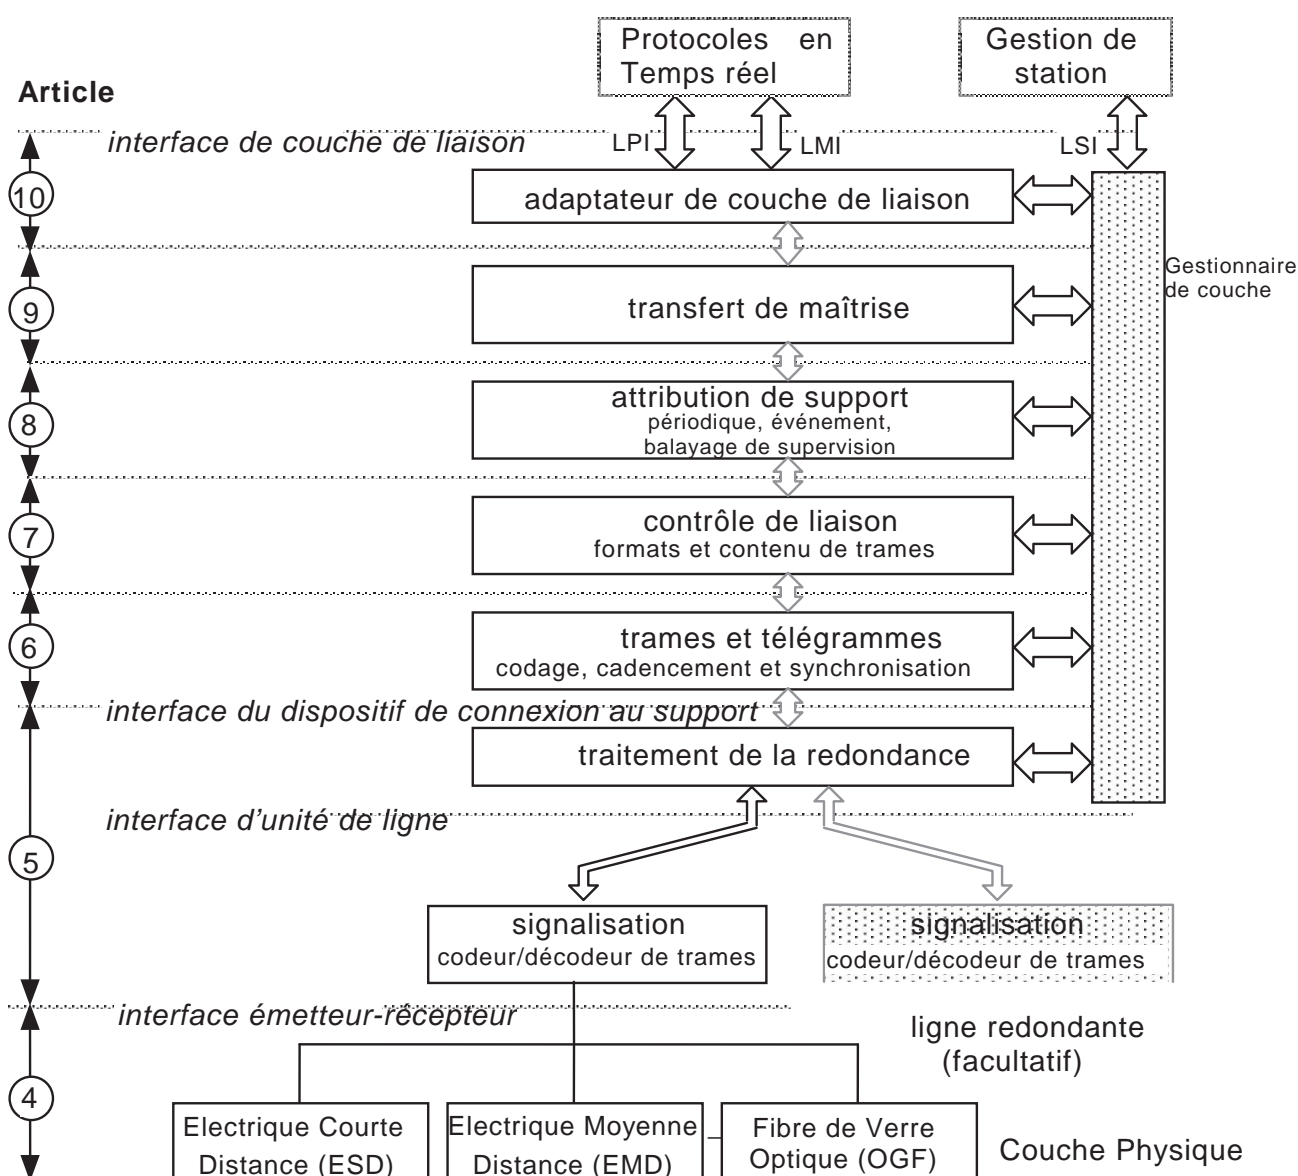 Protocoles en
Temps réel
Gestion de
station
Article
interface de couche de liaison
LPI
LMI
LSI
10
adaptateur de couche de liaison
Gestionnaire
de couche
9
transfert de maîtrise
8
attribution de support
périodique, événement,
balayage de supervision
7
contrôle de liaison
formats et contenu de trames
6
trames et télégrammes
codage, cadencement et synchronisation
interface du dispositif de connexion au support
traitement de la redondance
interface d'unité de ligne
5
signalisation
codeur/décodeur de trames
signalisation
codeur/décodeur de trames
interface émetteur-récepteur
ligne redondante
(facultatif)
4
Electrique Courte
Distance (ESD)
Electrique Moyenne
Distance (EMD)
Fibre de Verre
Optique (OGF)
Couche Physique